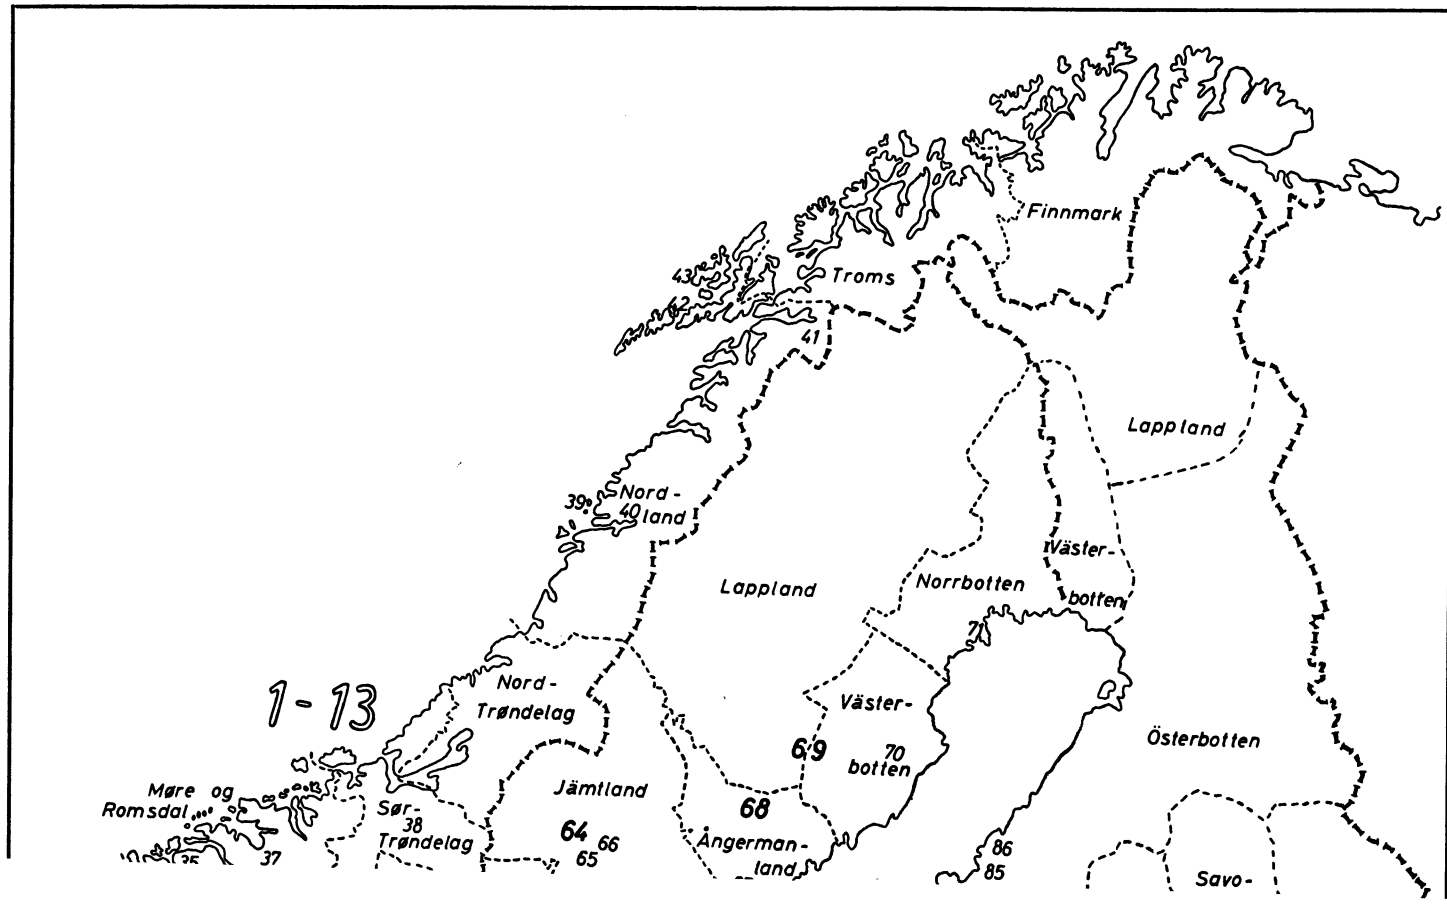 Finnmark
43
Troms
42
41
Lappland
39
Nord-
40 land
Väster-
botten
Lappland
Norrbotten
71
1-13
Nord-
Trøndelag
Väster-
69
70
botten
Österbotten
Møre og
Romsdal
Jämtland
Sør-
38
Trøndelag
68
64
66
65
Ångerman-
land
35
37
86
85
Savo-